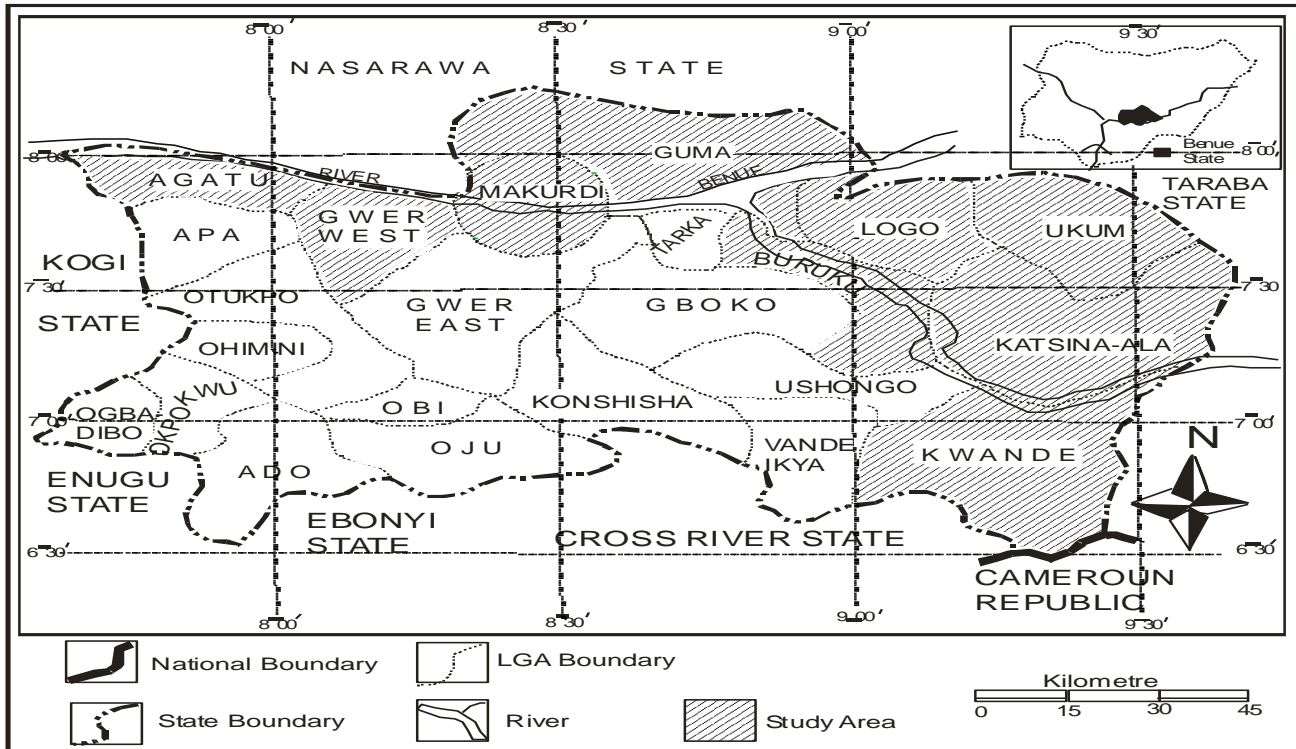 8°00′ 8°30′ 9°00′ 9°30′
NASARAWA STATE
Benue
State
8°00′ 8°00′
GUMA
AGATU RIVER MAKURDI BENUE
TARABA
STATE
GWER
WEST
APA TARKA LOGO UKUM
KOGI
STATE
BURUKU
7°30′ 7°30′
OTUKPO
GWER
EAST
GBOKO
OHIMINI KATSINA-ALA
USHONGO
OKPOKWU
OBI KONSHISHA
7°00′ 7°00′
OGBA
DIBO
ADO OJU
VANDE
IKYA
KWANDE
N
ENUGU
STATE
EBONYI
STATE
CROSS RIVER STATE
6°30′ 6°30′
CAMEROUN
REPUBLIC
8°00′ 8°30′ 9°00′ 9°30′
National Boundary LGA Boundary
State Boundary River Study Area
Kilometre
0 15 30 45